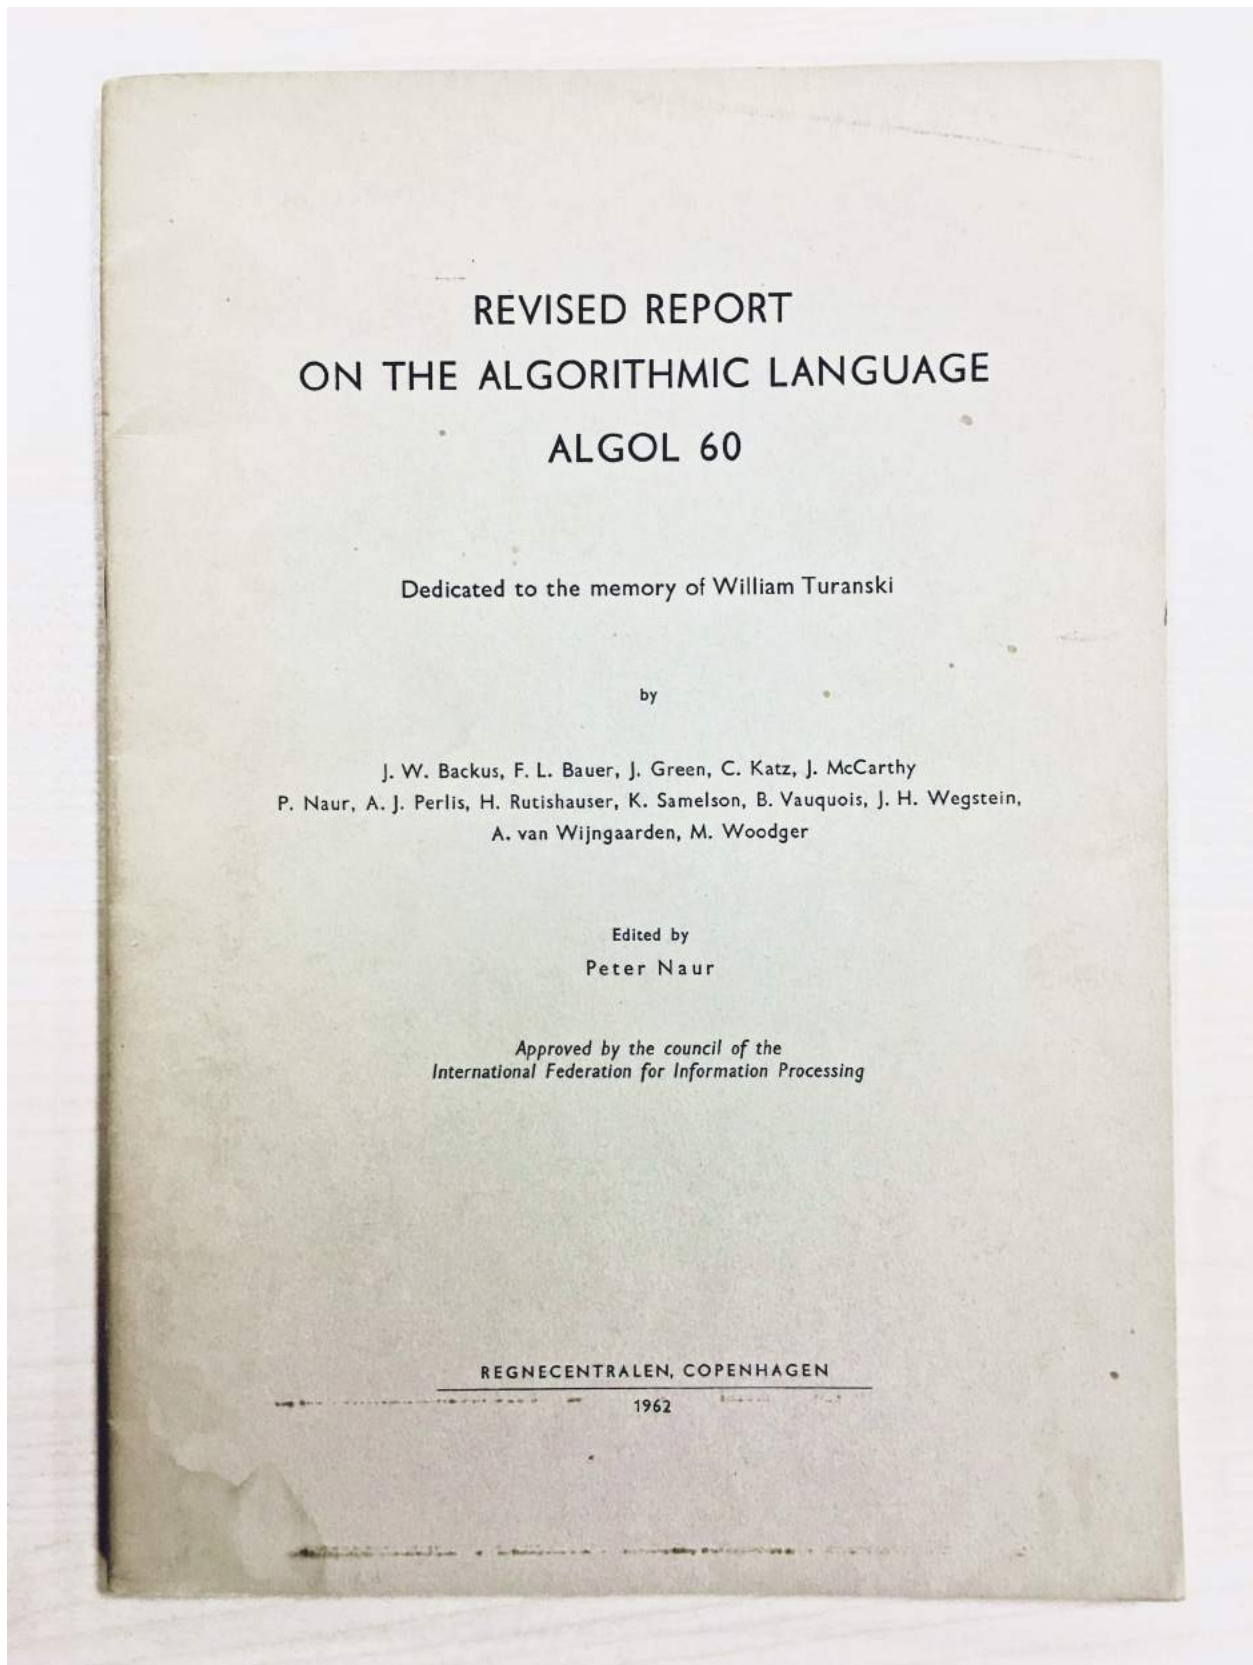 REVISED REPORT
ON THE ALGORITHMIC LANGUAGE
ALGOL 60
Dedicated to the memory of William Turanski
by
J. W. Backus, F. L. Bauer, J. Green, C. Katz, J. McCarthy
P. Naur, A. J. Perlis, H. Rutishauser, K. Samelson, B. Vauquois, J. H. Wegstein,
A. van Wijngaarden, M. Woodger
Edited by
Peter Naur
Approved by the council of the
International Federation for Information Processing
REGNECENTRALEN, COPENHAGEN
1962